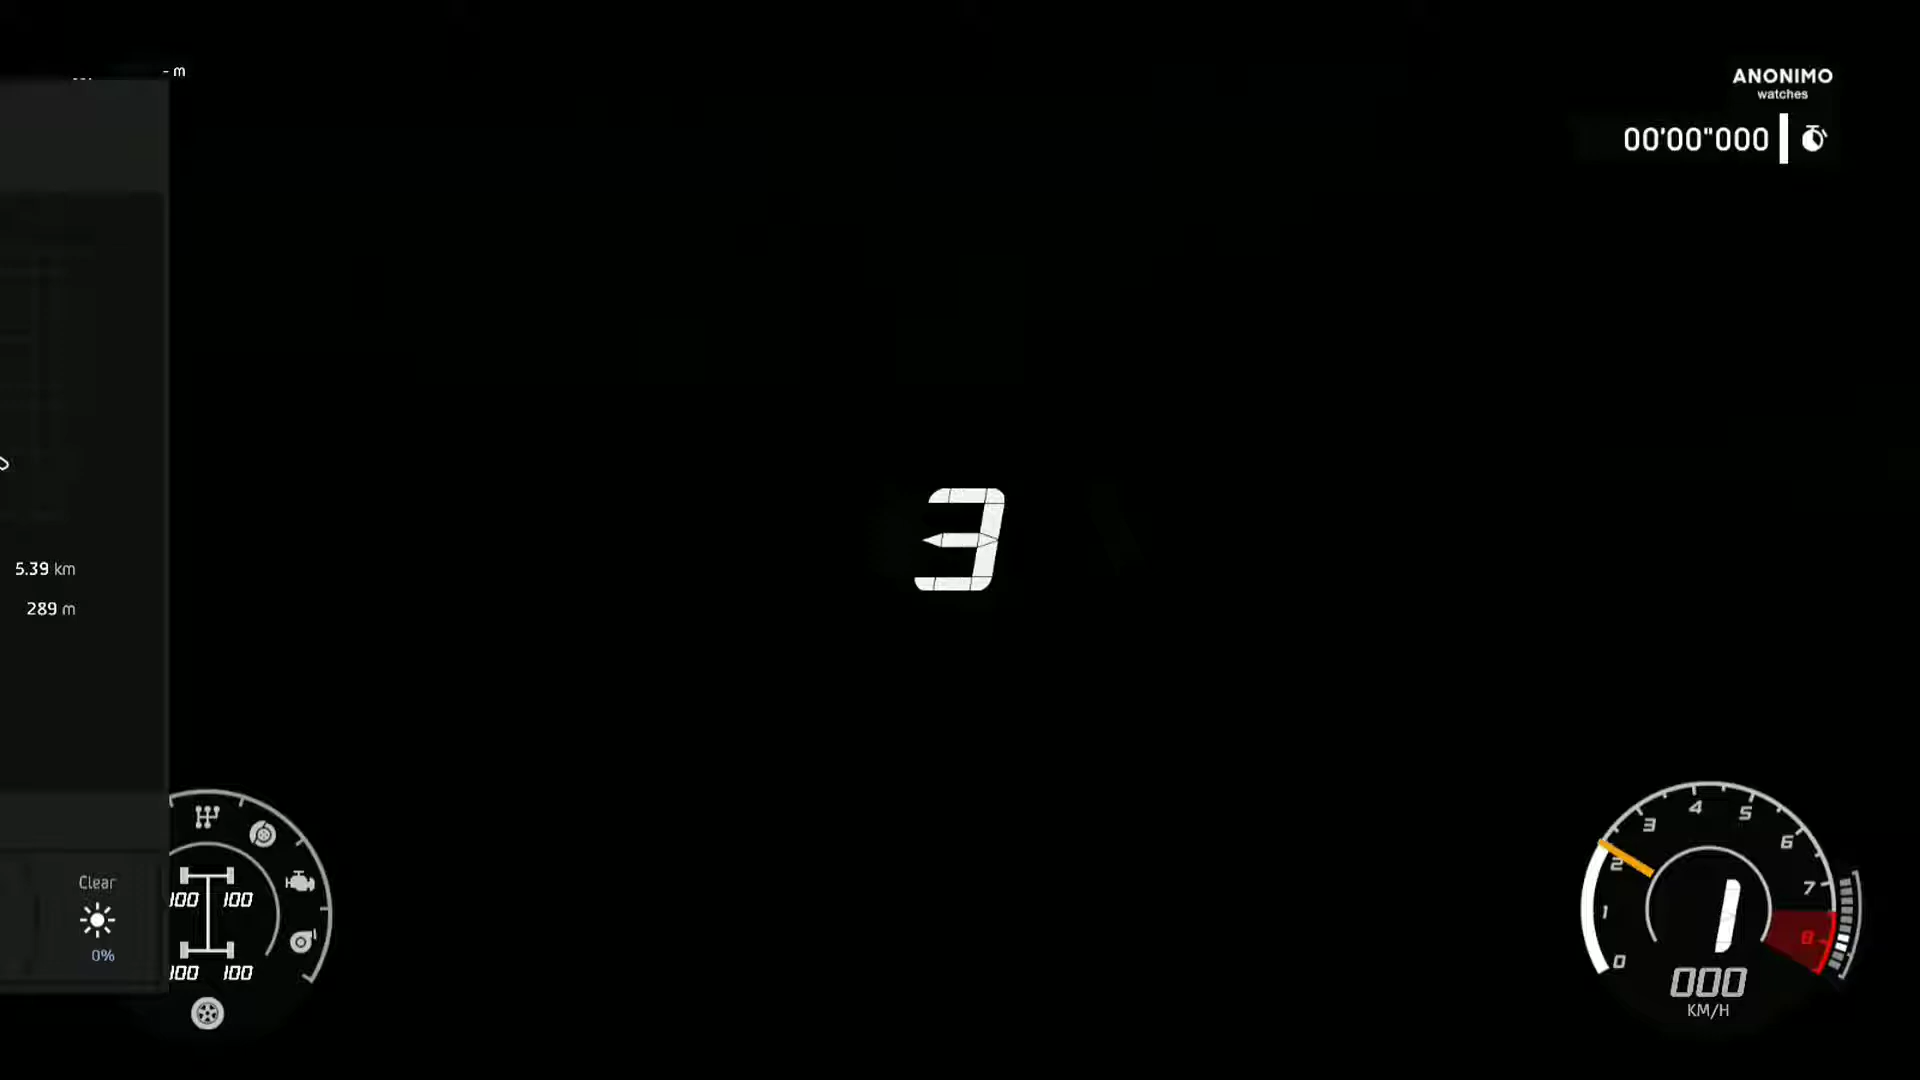 - m
ANONIMO
watches
00'00"000
3
5.39 km
289 m
Clear
0%
100 100
100 100
0 1 2 3 4 5 6 7 8
1
000
KM/H